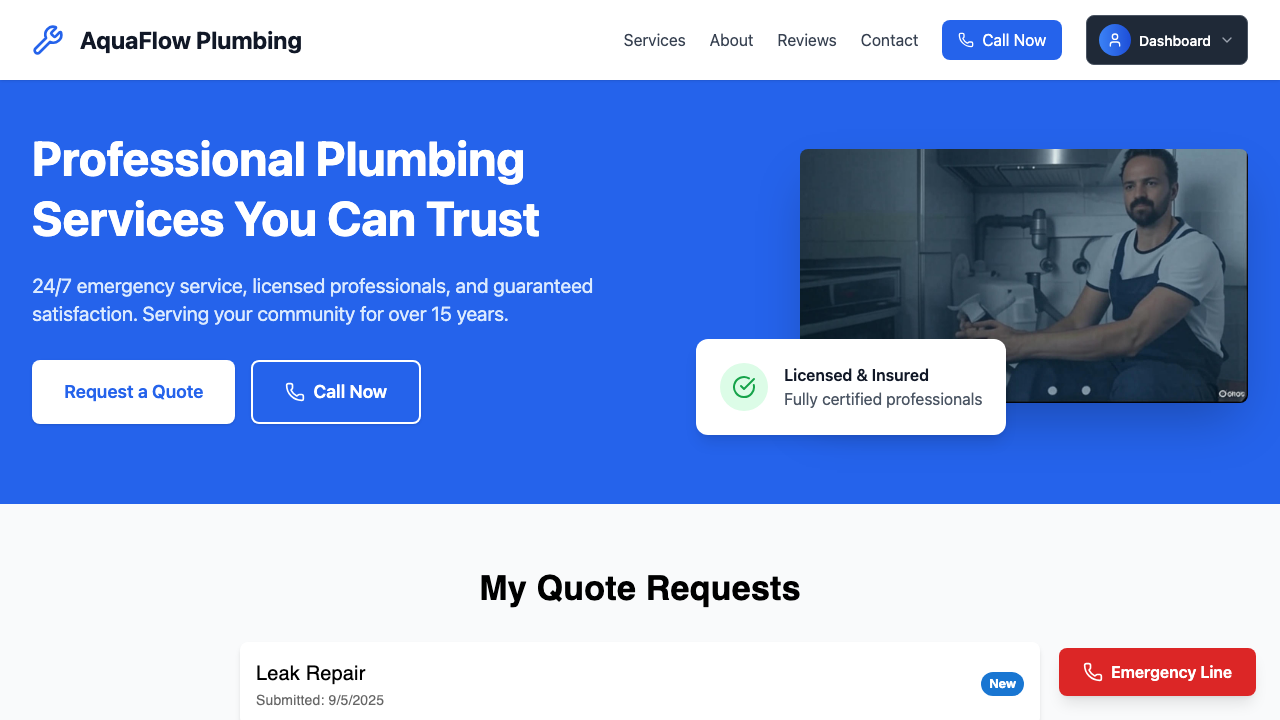 AquaFlow Plumbing
Services
About
Reviews
Contact
Call Now
Dashboard
Professional Plumbing
Services You Can Trust
24/7 emergency service, licensed professionals, and guaranteed
satisfaction. Serving your community for over 15 years.
Request a Quote
Call Now
Licensed & Insured
Fully certified professionals
My Quote Requests
Leak Repair
Submitted: 9/5/2025
New
Emergency Line